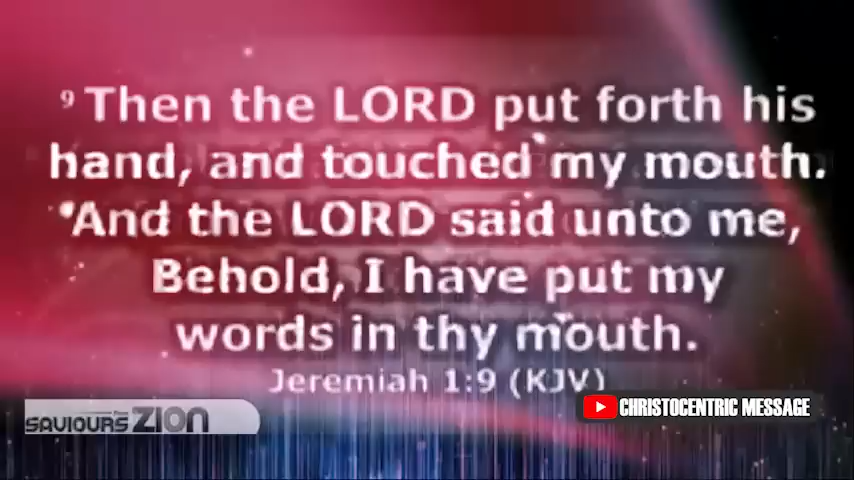 9 Then the LORD put forth his
hand, and touched my mouth.
And the LORD said unto me,
Behold, I have put my
words in thy mouth.
Jeremiah 1:9 (KJV)
SAVIOURS ZION
CHRISTOCENTRIC MESSAGE